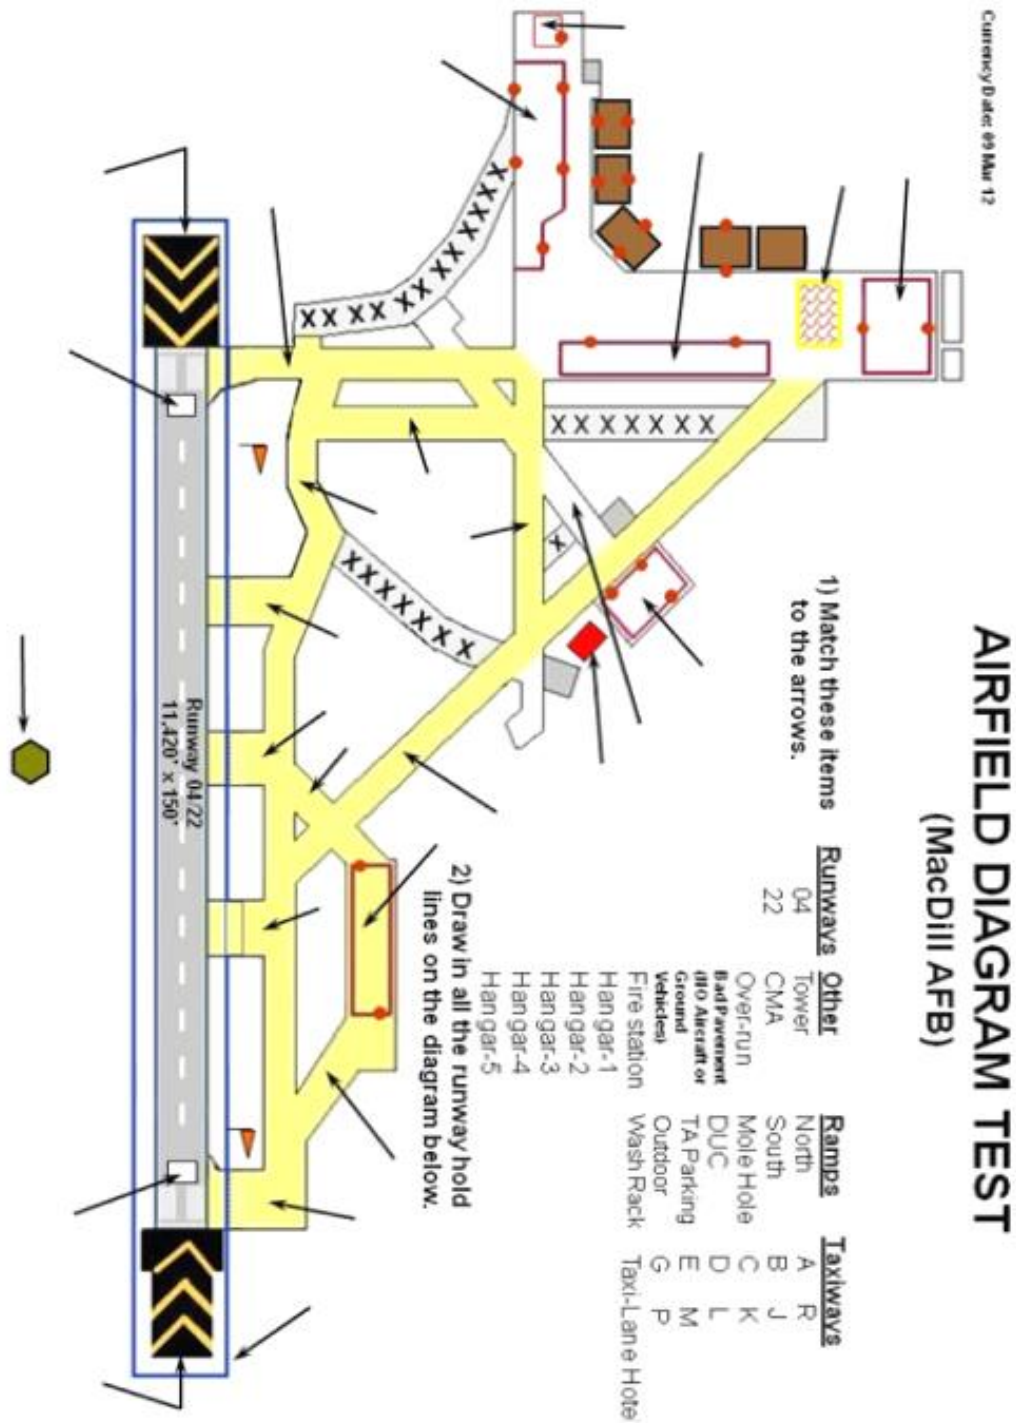 AIRFIELD DIAGRAM TEST
(MacDill AFB)
Currency Date: 09 Mar 12
1) Match these items
to the arrows.
Runways
04
22
Other
Tower
CMA
Over-run
Bad Pavement
(NO Aircraft or
Ground
Vehicles)
Fire station
Hangar-1
Hangar-2
Hangar-3
Hangar-4
Hangar-5
Ramps
North
South
Mole Hole
DUC
TA Parking
Outdoor
Wash Rack
Taxiways
A R
B J
C K
D L
E M
G P
Taxi-Lane Hotel
2) Draw in all the runway hold
lines on the diagram below.
Runway 04/22
11,420' x 150'
XX XX XXXXXXX
X X X X X X X
X
XXXXXXX